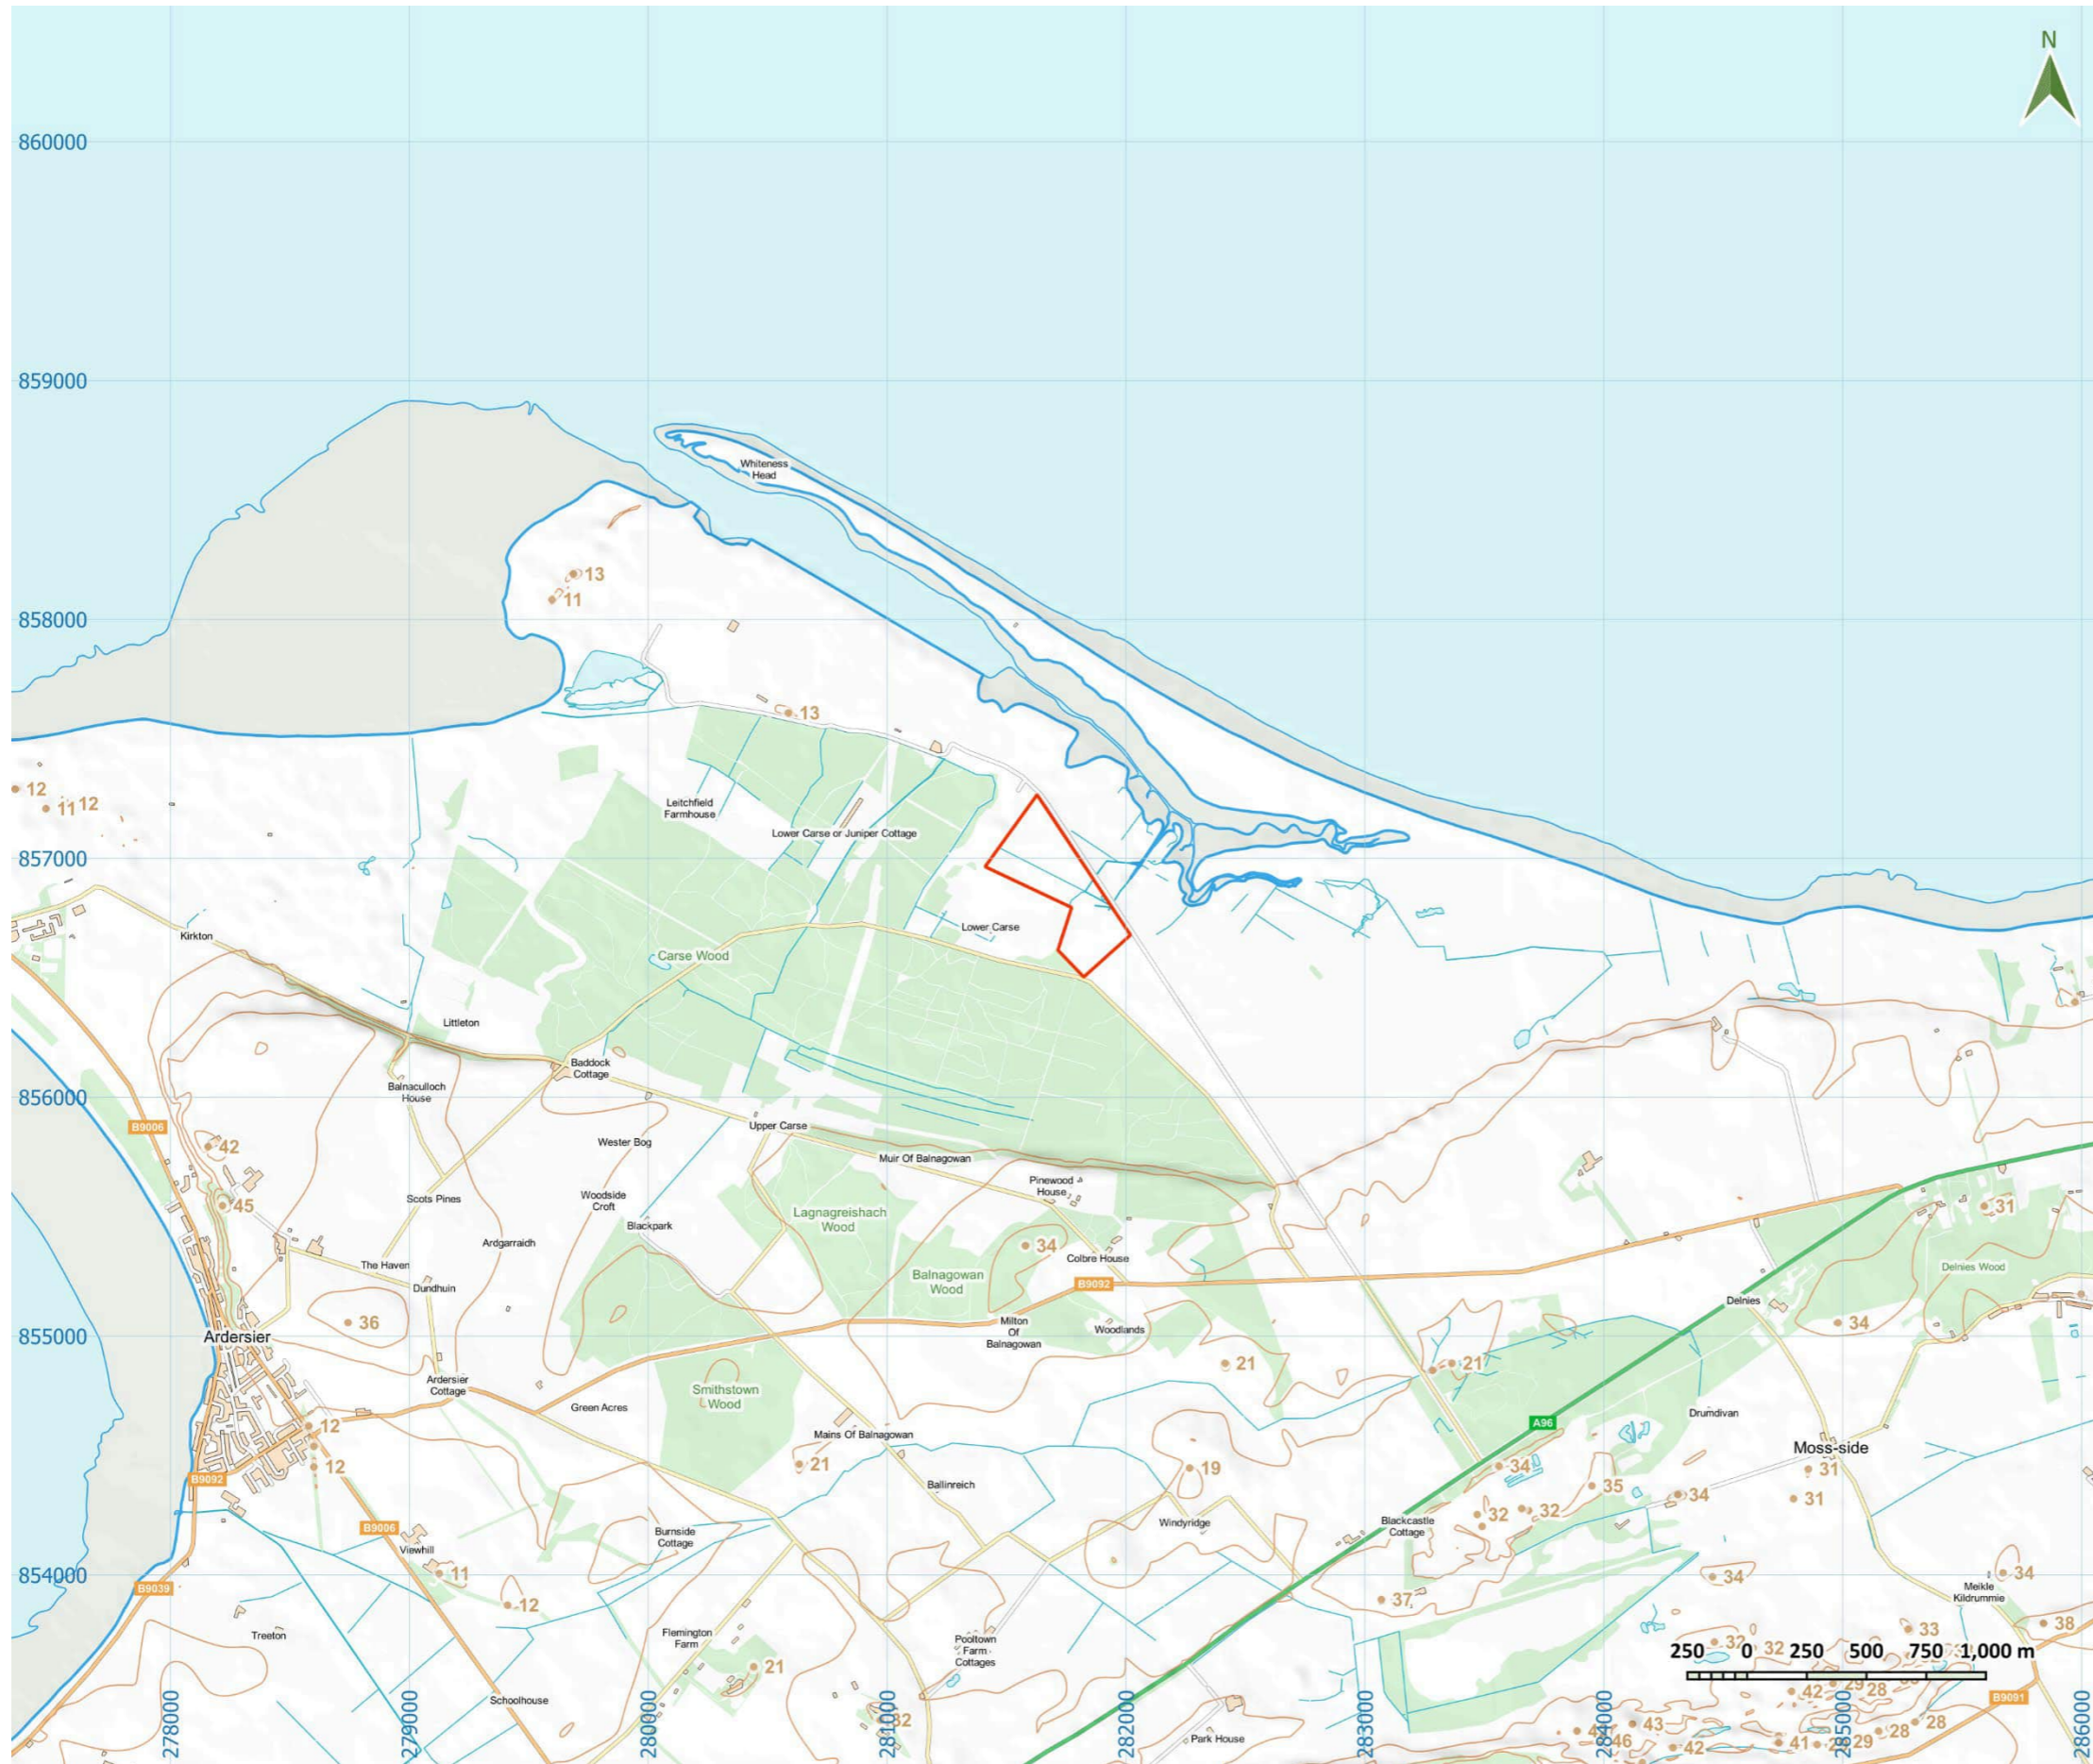 N
860000
859000
Whiteness
Head
13
858000
11
13
Leitchfield
Farmhouse
Lower Carse or Juniper Cottage
12
11 12
857000
Lower Carse
Kirkton
Carse Wood
Littleton
Baddock
Cottage
Balnaculloch
House
856000
B9006
Upper Carse
42
Wester Bog
Muir Of Balnagowan
Pinewood
House
Scots Pines
Woodside
Croft
45
Lagnagreishach
Wood
31
Blackpark
Ardgarraidh
34
Colbre House
The Haven
Delnies Wood
Balnagowan
Wood
B9092
Dundhuin
Delnies
36
Milton
Of
Balnagowan
Woodlands
34
855000
Ardersier
21
21
Ardersier
Cottage
Smithstown
Wood
Green Acres
Drumdivan
12
A96
Mains Of Balnagowan
Moss-side
12
21
19
34
31
B9092
Ballinreich
35
34
31
32
32
Windyridge
Blackcastle
Cottage
B9006
Burnside
Cottage
Viewhill
854000
11
34
34
B9039
12
37
Meikle
Kildrummie
38
33
Treeton
Flemington
Farm
Pooltown
Farm
Cottages
32
32
250 0 250 500 750 1,000 m
21
42
29
28
B9091
Schoolhouse
32
43
28
28
46
42
41
29
Park House
278000
279000
280000
281000
282000
283000
284000
285000
286000